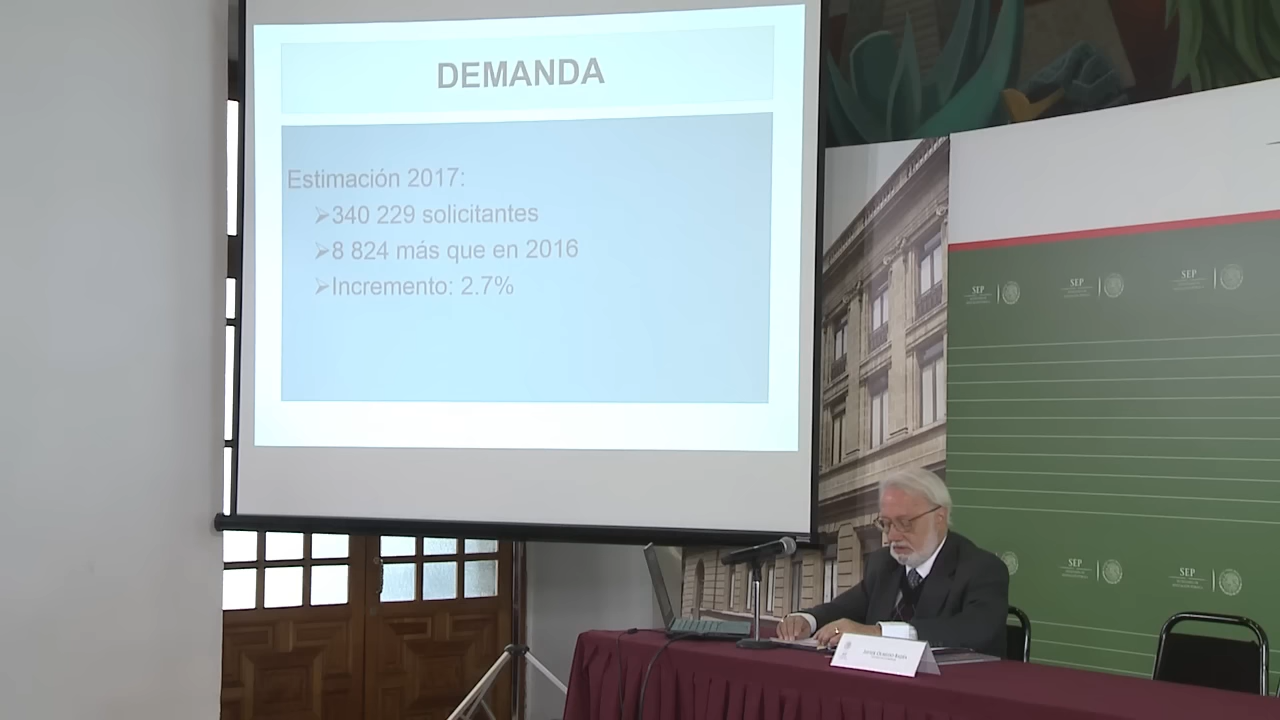 DEMANDA
Estimación 2017:
➢340 229 solicitantes
➢8 824 más que en 2016
➢Incremento: 2.7%
SEP
SEP
SEP
SEP
SEP